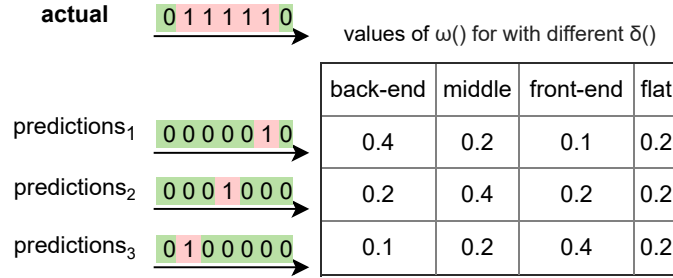 actual 0 1 1 1 1 1 0
values of ω() for with different δ()
back-end middle front-end flat
predictions₁ 0 0 0 0 0 1 0 0.4 0.2 0.1 0.2
predictions₂ 0 0 0 1 0 0 0 0.2 0.4 0.2 0.2
predictions₃ 0 1 0 0 0 0 0 0.1 0.2 0.4 0.2